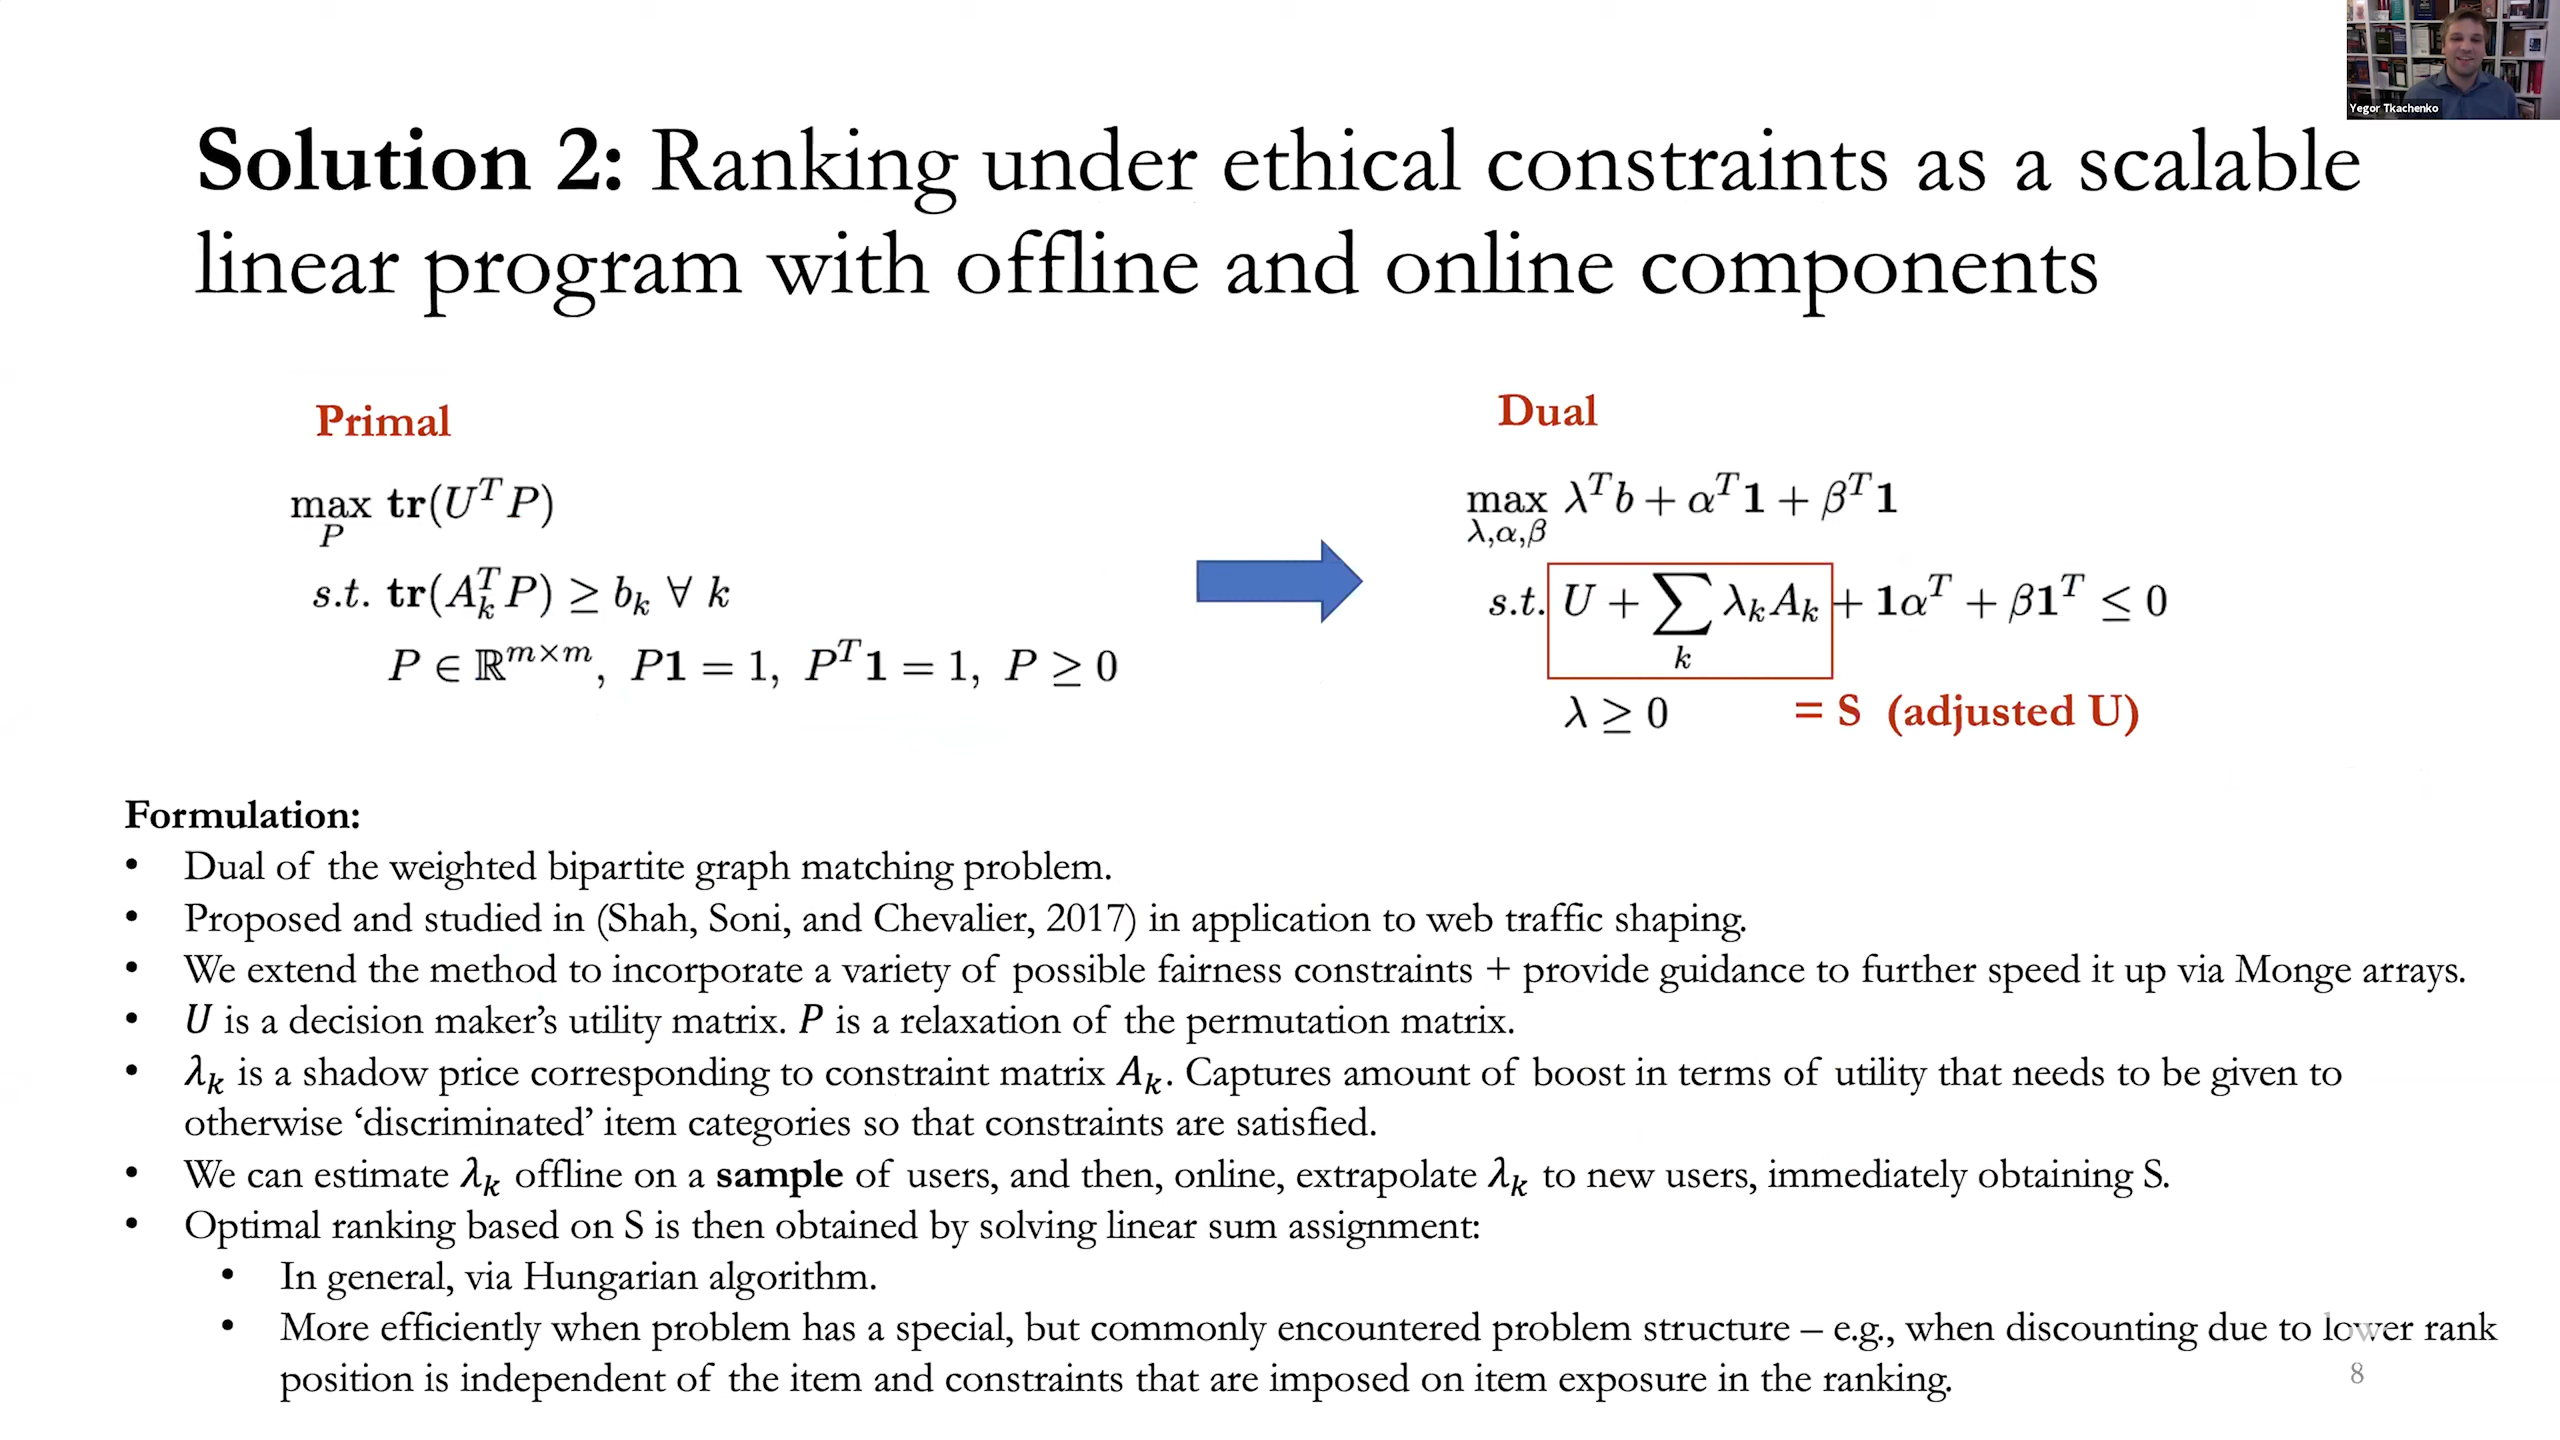 Yegor Tkachenko
Solution 2: Ranking under ethical constraints as a scalable
linear program with offline and online components
Primal
max_P tr(U^T P)
s.t. tr(A_k^T P) ≥ b_k ∀ k
P ∈ ℝ^{m×m}, P𝟏 = 1, P^T 𝟏 = 1, P ≥ 0
Dual
max_{λ,α,β} λ^T b + α^T 𝟏 + β^T 𝟏
s.t. U + ∑_k λ_k A_k + 𝟏α^T + β𝟏^T ≤ 0
λ ≥ 0 = S (adjusted U)
Formulation:
• Dual of the weighted bipartite graph matching problem.
• Proposed and studied in (Shah, Soni, and Chevalier, 2017) in application to web traffic shaping.
• We extend the method to incorporate a variety of possible fairness constraints + provide guidance to further speed it up via Monge arrays.
• U is a decision maker's utility matrix. P is a relaxation of the permutation matrix.
• λ_k is a shadow price corresponding to constraint matrix A_k. Captures amount of boost in terms of utility that needs to be given to
otherwise ‘discriminated’ item categories so that constraints are satisfied.
• We can estimate λ_k offline on a sample of users, and then, online, extrapolate λ_k to new users, immediately obtaining S.
• Optimal ranking based on S is then obtained by solving linear sum assignment:
• In general, via Hungarian algorithm.
• More efficiently when problem has a special, but commonly encountered problem structure – e.g., when discounting due to lower rank
position is independent of the item and constraints that are imposed on item exposure in the ranking.
8